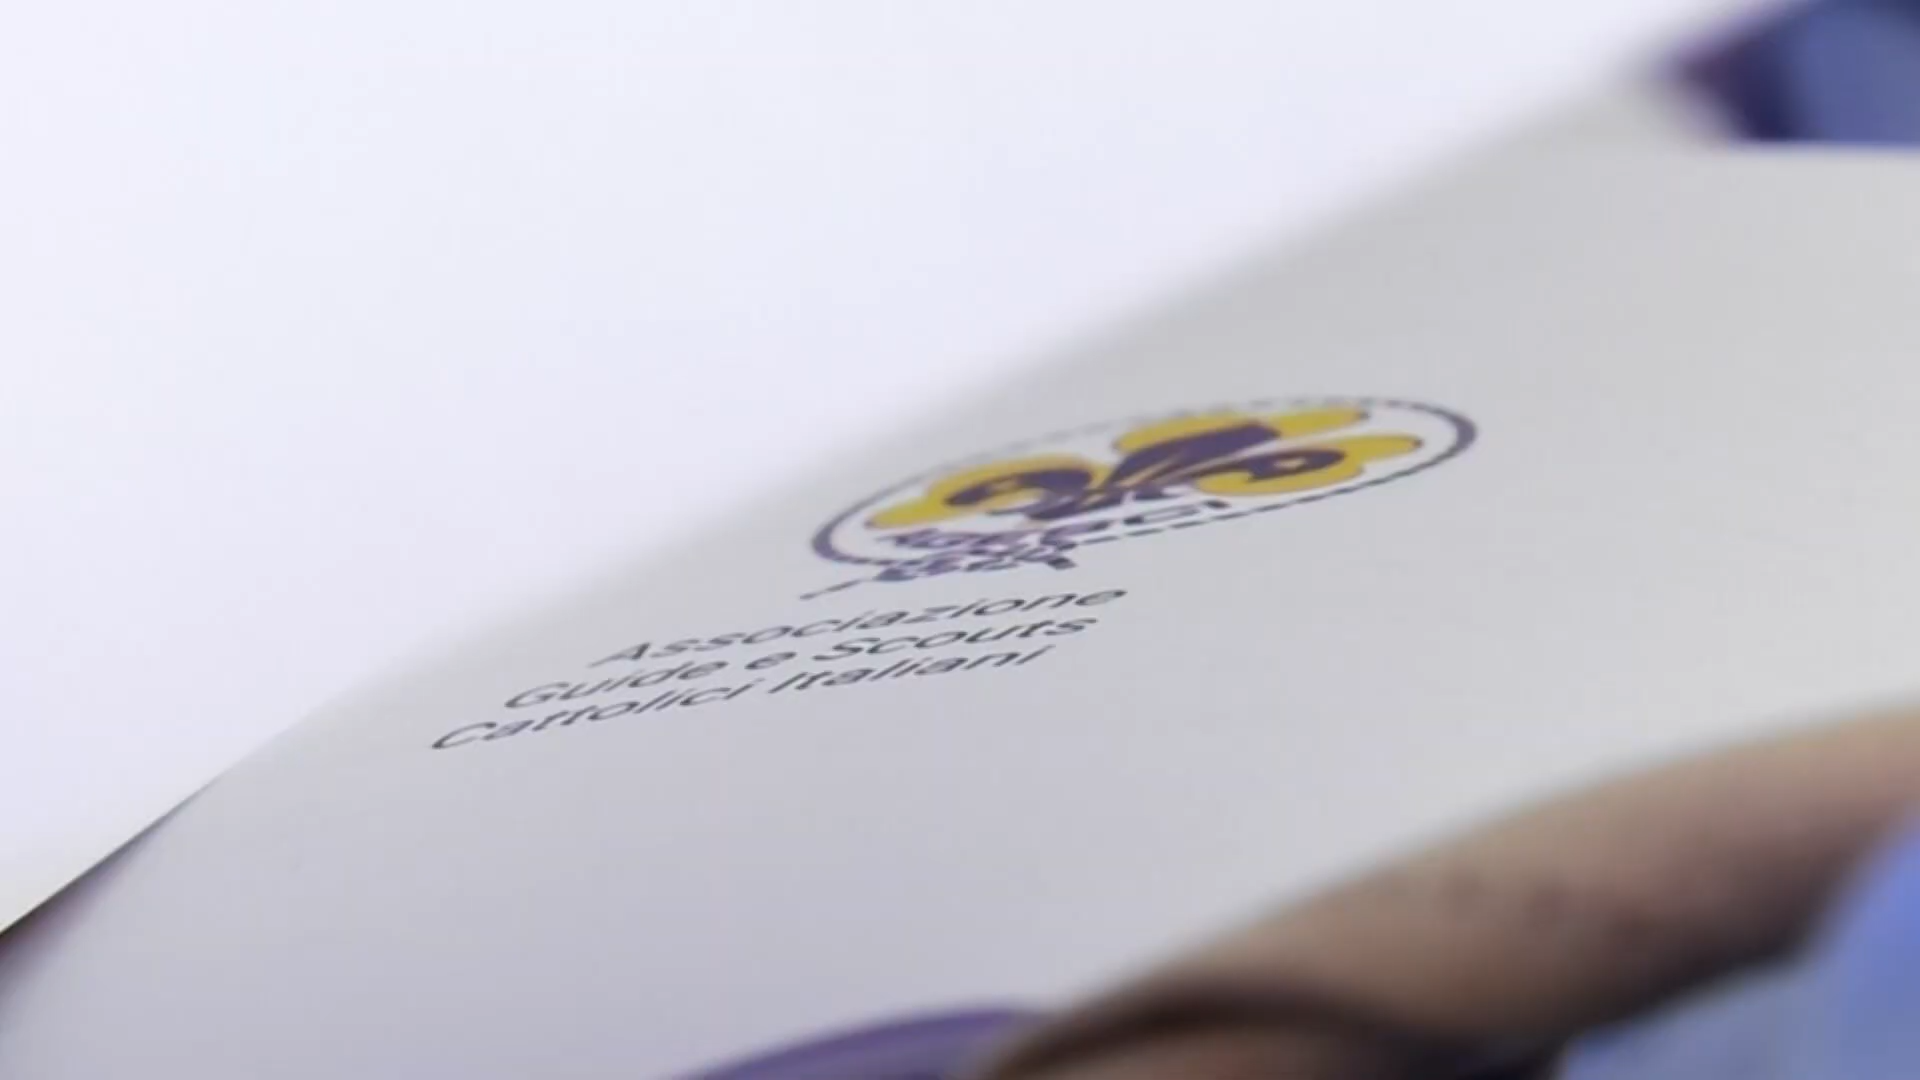 Associazione
Guide e Scouts
Cattolici Italiani